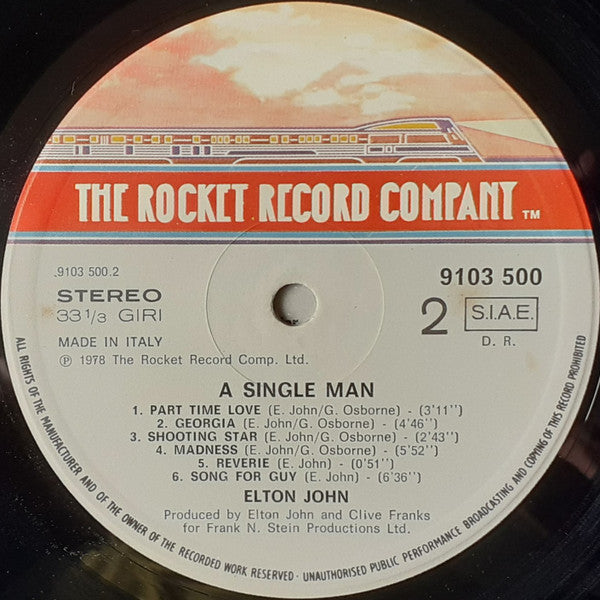 THE ROCKET RECORD COMPANY TM
.9103 500.2
STEREO
33 1/3 GIRI
MADE IN ITALY
℗ 1978 The Rocket Record Comp. Ltd.
9103 500
2
S.I.A.E.
D. R.
A SINGLE MAN
1. PART TIME LOVE (E. John/G. Osborne) - (3'11'')
2. GEORGIA (E. John/G. Osborne) - (4'46'')
3. SHOOTING STAR (E. John/G. Osborne) - (2'43'')
4. MADNESS (E. John/G. Osborne) - (5'52'')
5. REVERIE (E. John) - (0'51'')
6. SONG FOR GUY (E. John) - (6'36'')
ELTON JOHN
Produced by Elton John and Clive Franks
for Frank N. Stein Productions Ltd.
ALL RIGHTS OF THE MANUFACTURER AND OF THE OWNER OF THE RECORDED WORK RESERVED - UNAUTHORISED PUBLIC PERFORMANCE BROADCASTING AND COPYING OF THIS RECORD PROHIBITED